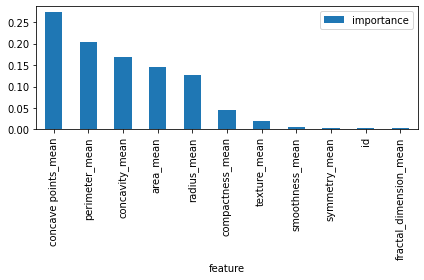 importance
0.25
0.20
0.15
0.10
0.05
0.00
concave points_mean
perimeter_mean
concavity_mean
area_mean
radius_mean
compactness_mean
texture_mean
smoothness_mean
symmetry_mean
id
fractal_dimension_mean
feature